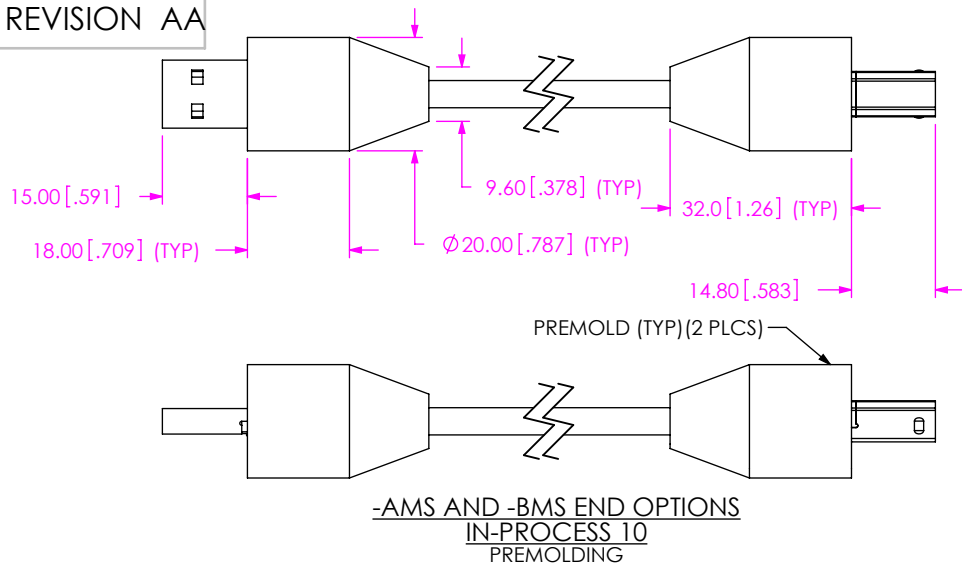 REVISION AA
15.00 [.591]
9.60 [.378] (TYP)
32.0 [1.26] (TYP)
18.00 [.709] (TYP)
Ø20.00 [.787] (TYP)
14.80 [.583]
PREMOLD (TYP)(2 PLCS)
-AMS AND -BMS END OPTIONS
IN-PROCESS 10
PREMOLDING